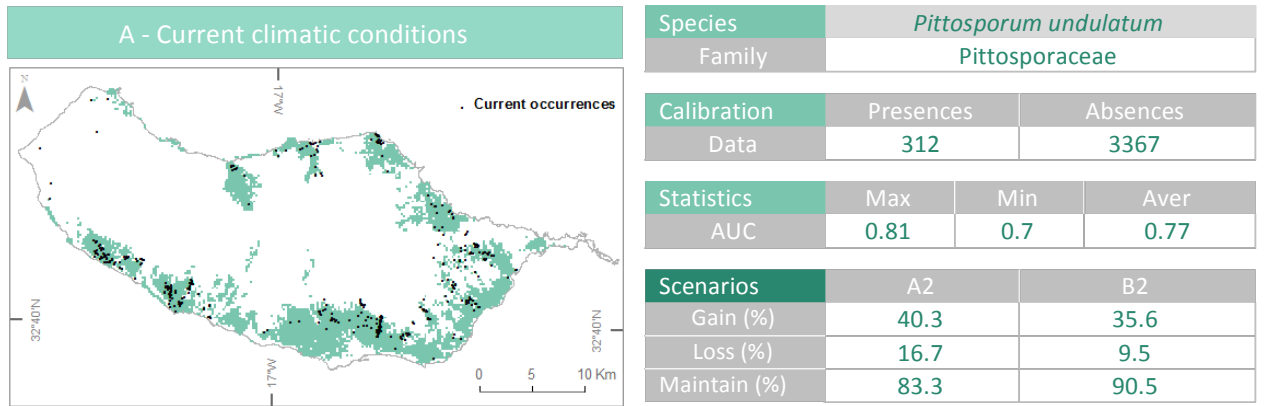 A - Current climatic conditions
N
17°W
. Current occurrences
32°40'N
32°40'N
17°W
0 5 10 Km
Species Pittosporum undulatum
Family Pittosporaceae
Calibration Presences Absences
Data 312 3367
Statistics Max Min Aver
AUC 0.81 0.7 0.77
Scenarios A2 B2
Gain (%) 40.3 35.6
Loss (%) 16.7 9.5
Maintain (%) 83.3 90.5